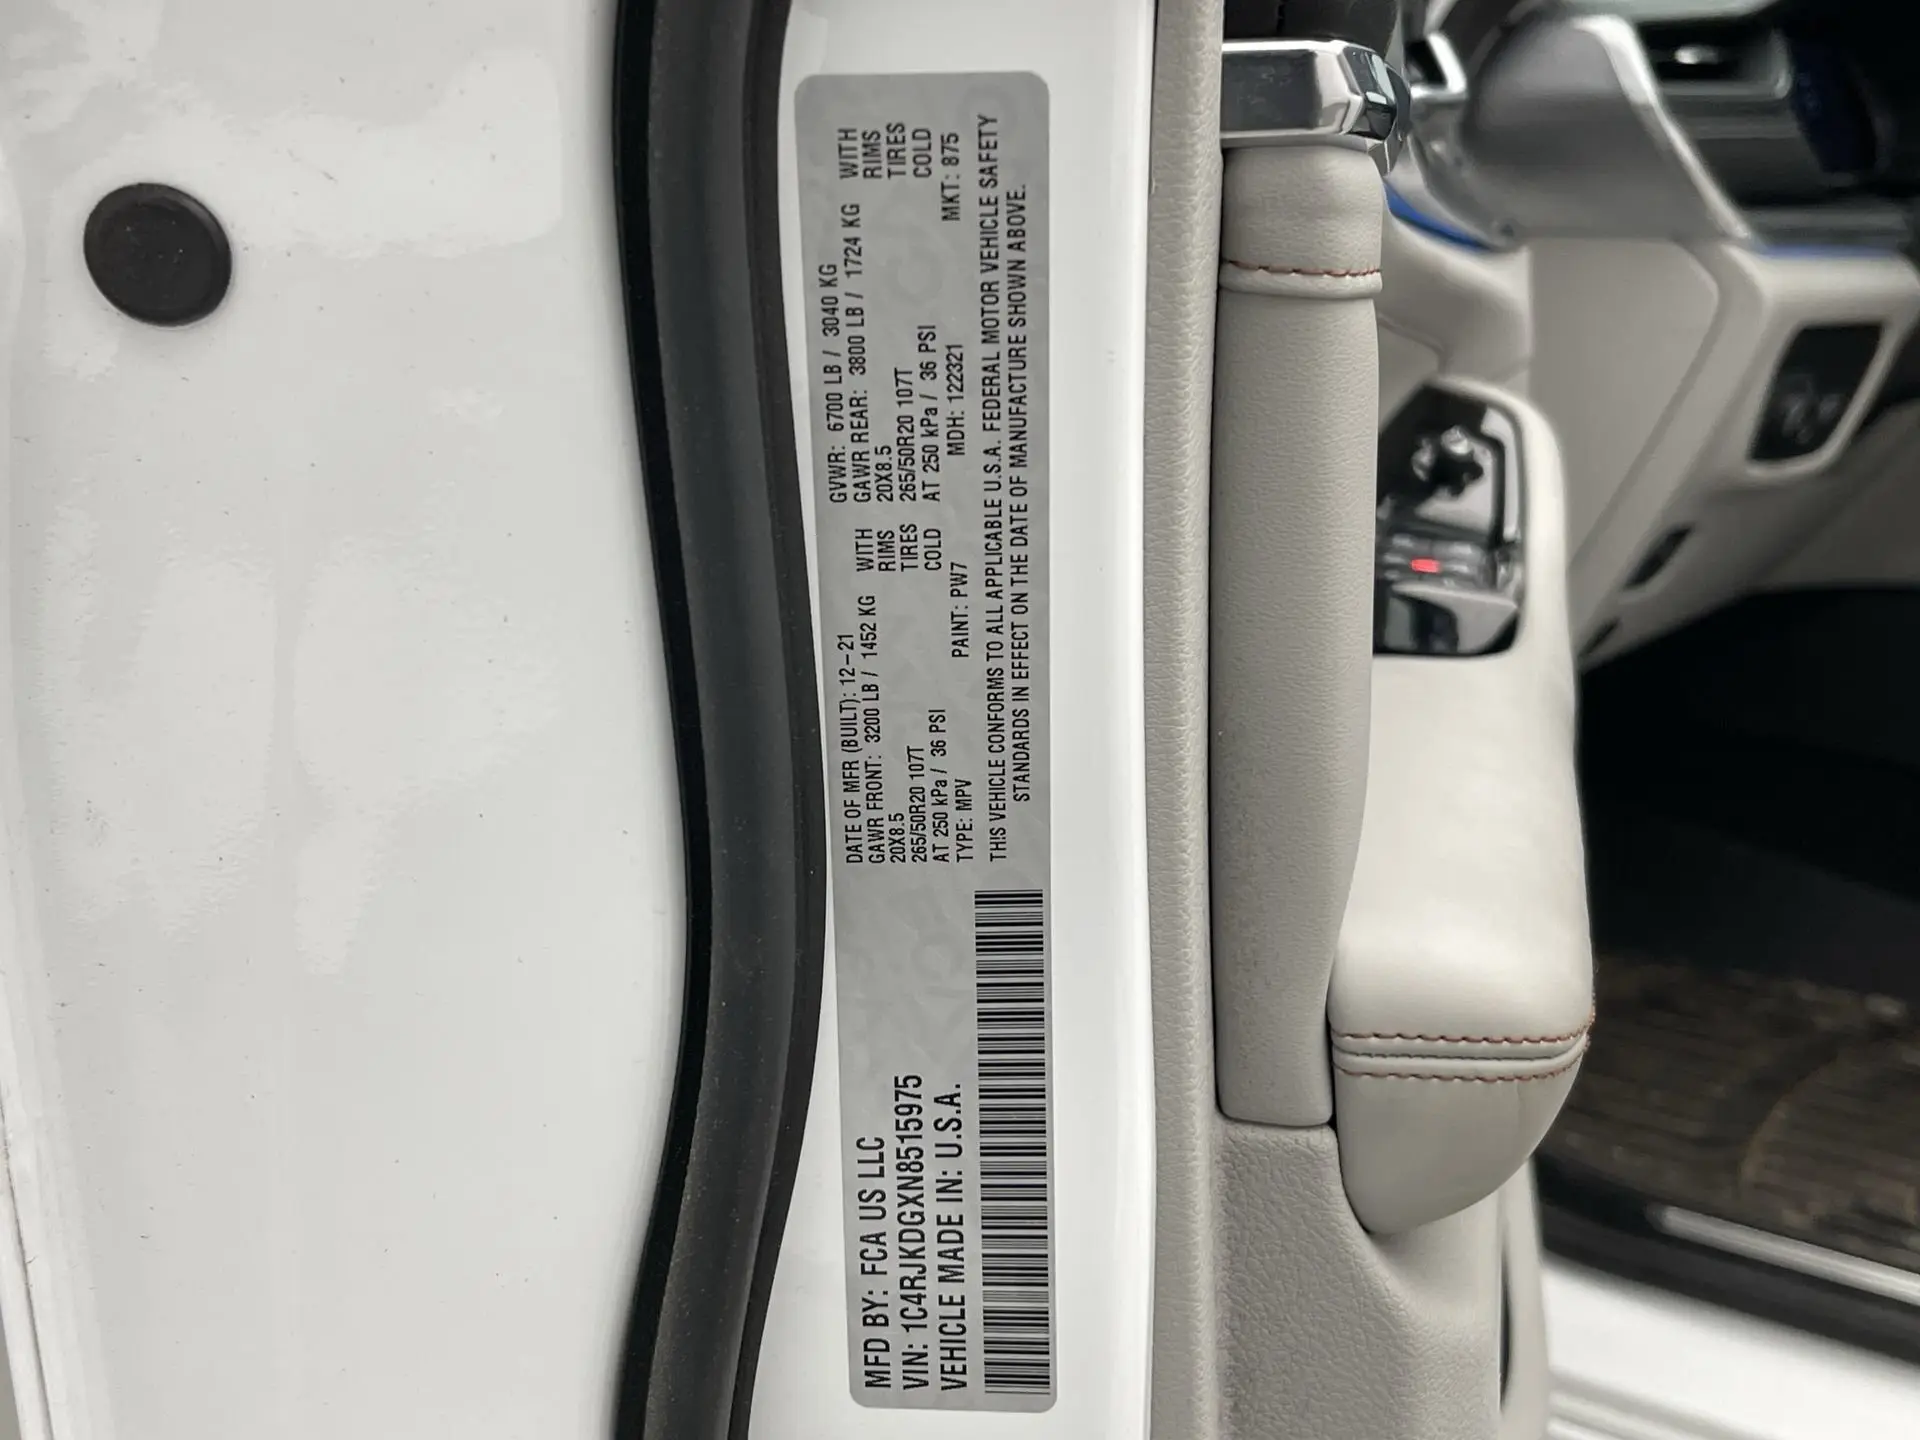 MFD BY: FCA US LLC
VIN: 1C4RJKDGXN8515975
VEHICLE MADE IN: U.S.A.
DATE OF MFR (BUILT): 12-21 GVWR: 6700 LB / 3040 KG
GAWR FRONT: 3200 LB / 1452 KG WITH GAWR REAR: 3800 LB / 1724 KG WITH
20X8.5 RIMS 20X8.5 RIMS
265/50R20 107T TIRES 265/50R20 107T TIRES
AT 250 kPa / 36 PSI COLD AT 250 kPa / 36 PSI COLD
TYPE: MPV PAINT: PW7 MDH: 122321 MKT: 875
THIS VEHICLE CONFORMS TO ALL APPLICABLE U.S.A. FEDERAL MOTOR VEHICLE SAFETY
STANDARDS IN EFFECT ON THE DATE OF MANUFACTURE SHOWN ABOVE.